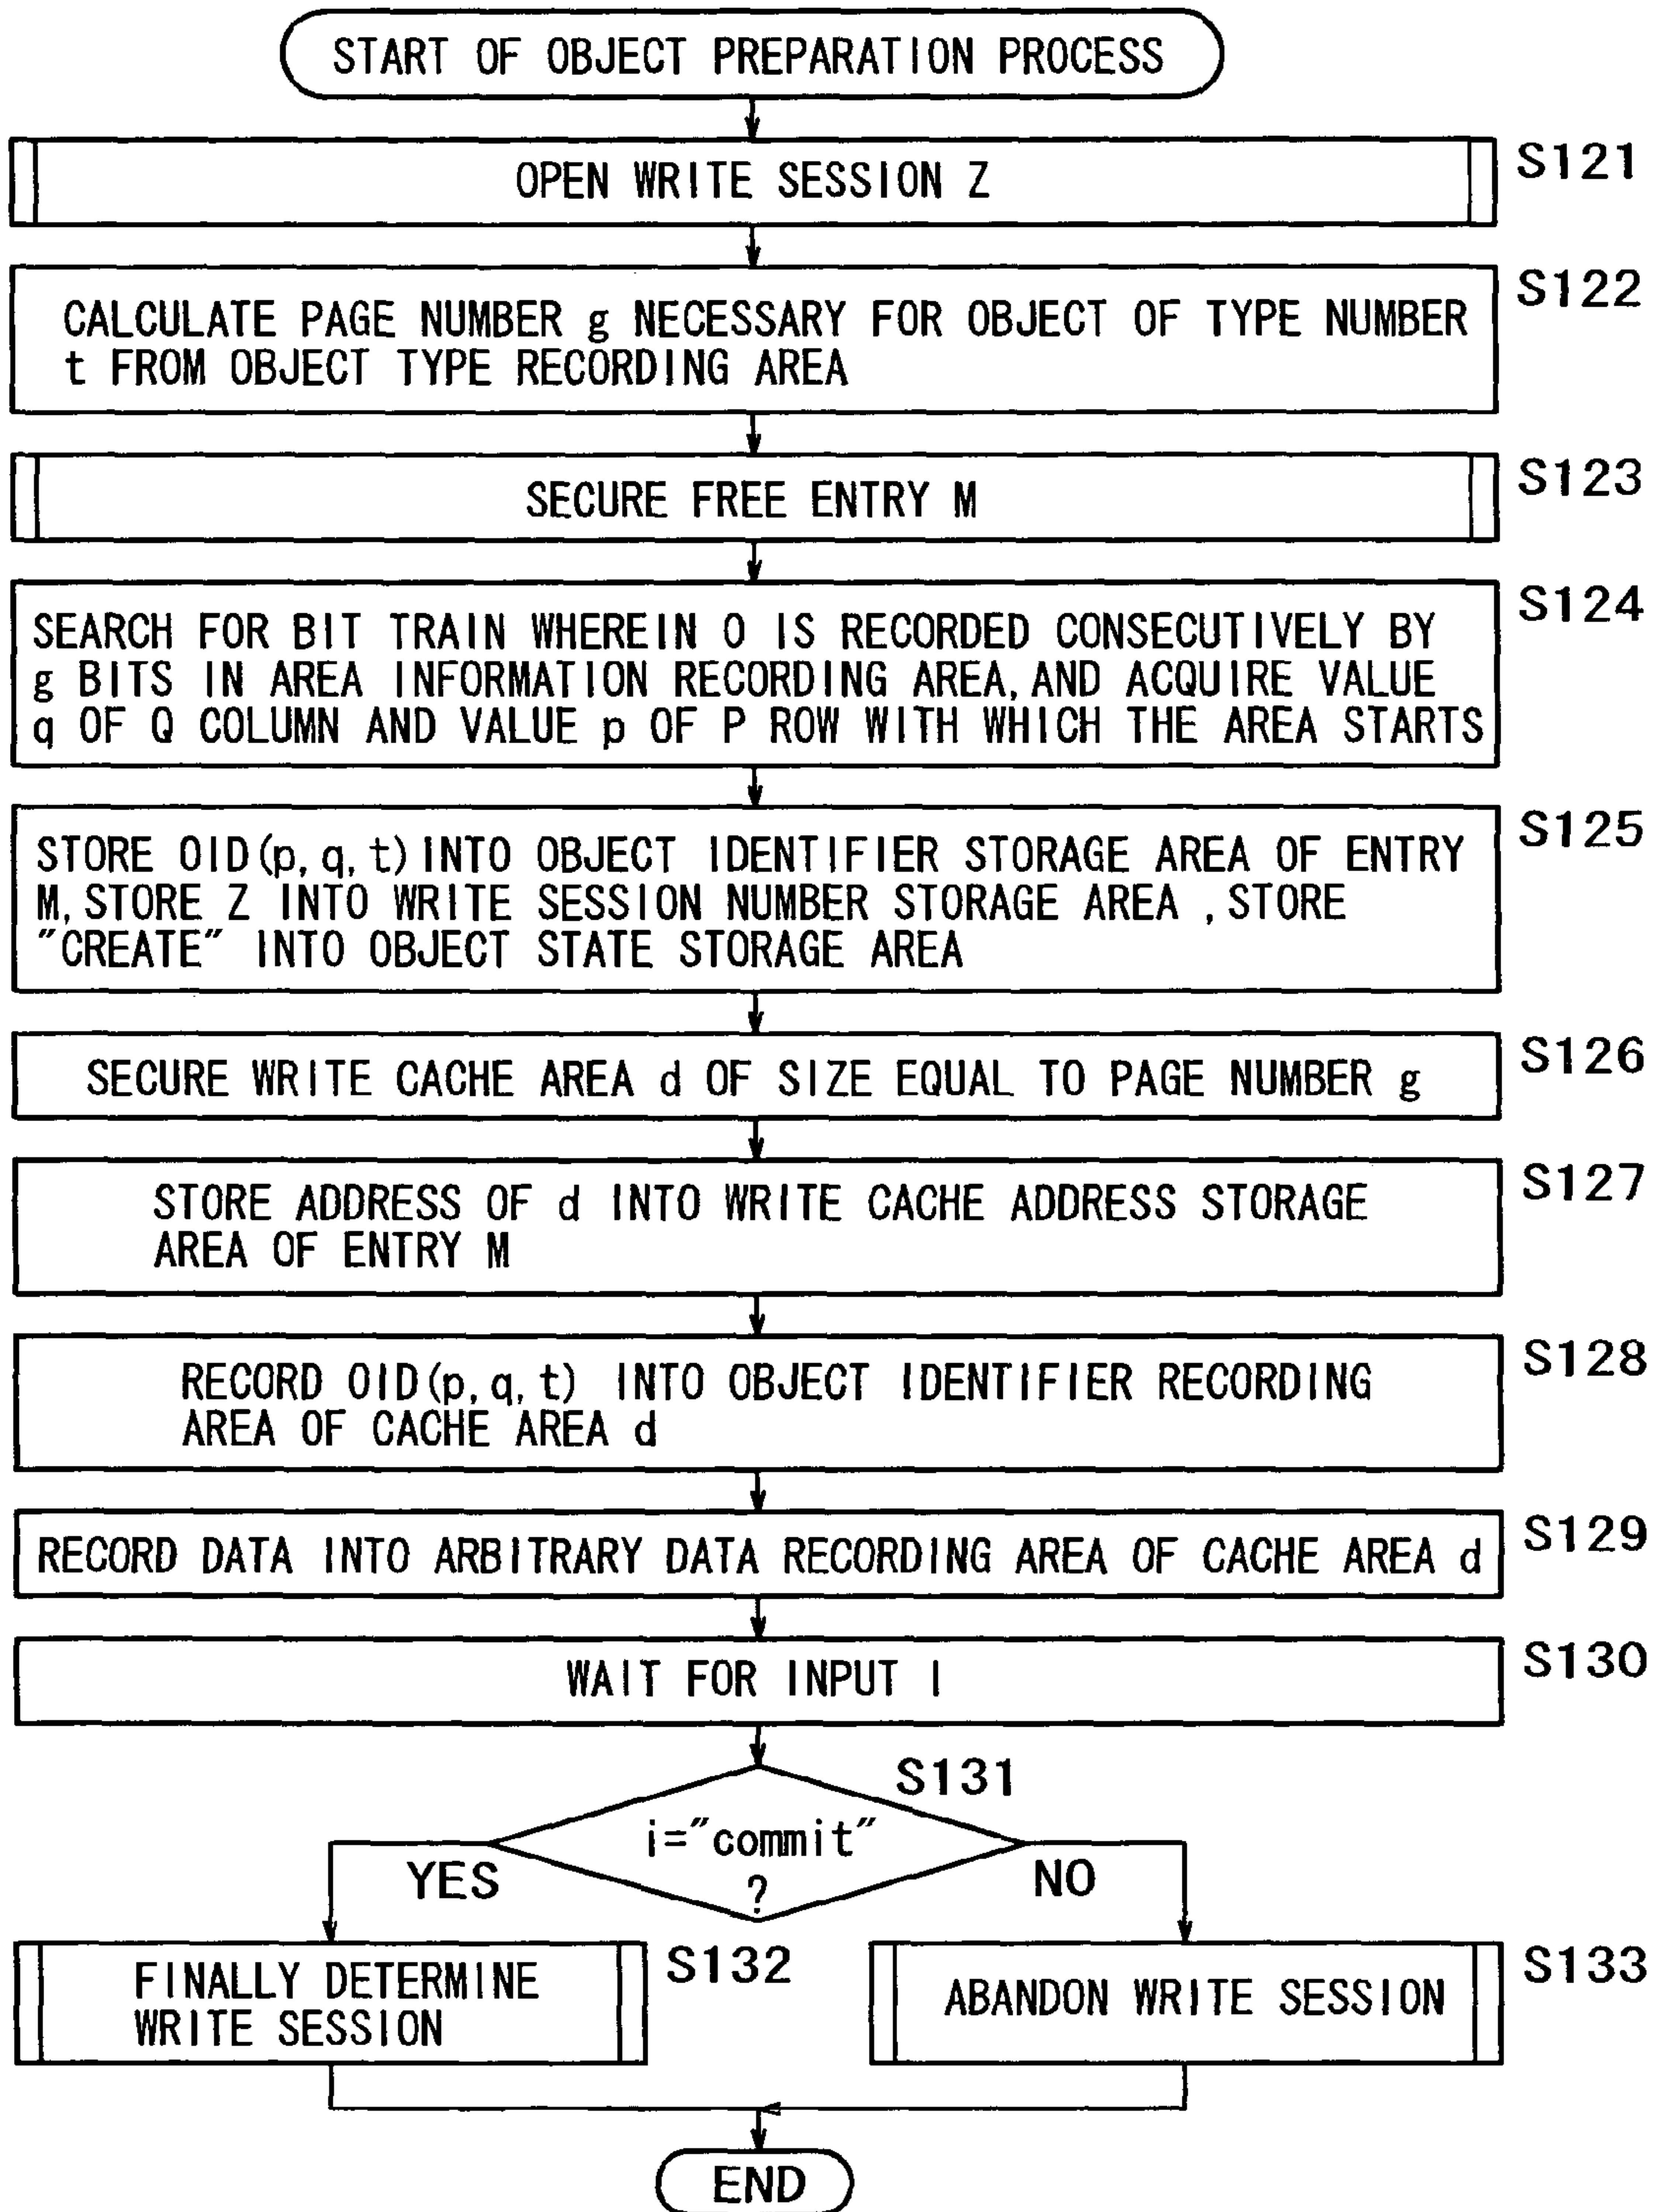 START OF OBJECT PREPARATION PROCESS
OPEN WRITE SESSION Z
S121
CALCULATE PAGE NUMBER g NECESSARY FOR OBJECT OF TYPE NUMBER
t FROM OBJECT TYPE RECORDING AREA
S122
SECURE FREE ENTRY M
S123
SEARCH FOR BIT TRAIN WHEREIN 0 IS RECORDED CONSECUTIVELY BY
g BITS IN AREA INFORMATION RECORDING AREA, AND ACQUIRE VALUE
q OF Q COLUMN AND VALUE p OF P ROW WITH WHICH THE AREA STARTS
S124
STORE OID(p, q, t) INTO OBJECT IDENTIFIER STORAGE AREA OF ENTRY
M, STORE Z INTO WRITE SESSION NUMBER STORAGE AREA , STORE
"CREATE" INTO OBJECT STATE STORAGE AREA
S125
SECURE WRITE CACHE AREA d OF SIZE EQUAL TO PAGE NUMBER g
S126
STORE ADDRESS OF d INTO WRITE CACHE ADDRESS STORAGE
AREA OF ENTRY M
S127
RECORD OID(p, q, t) INTO OBJECT IDENTIFIER RECORDING
AREA OF CACHE AREA d
S128
RECORD DATA INTO ARBITRARY DATA RECORDING AREA OF CACHE AREA d
S129
WAIT FOR INPUT I
S130
S131
i="commit"
?
YES
NO
FINALLY DETERMINE
WRITE SESSION
S132
ABANDON WRITE SESSION
S133
END